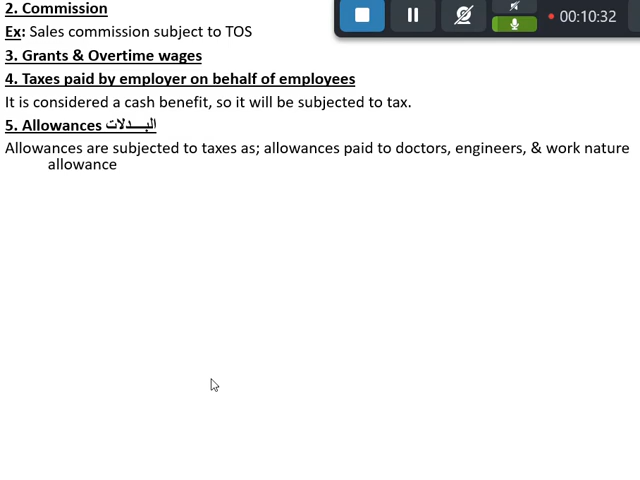 2. Commission
00:10:32
Ex: Sales commission subject to TOS
3. Grants & Overtime wages
4. Taxes paid by employer on behalf of employees
It is considered a cash benefit, so it will be subjected to tax.
5. Allowances البـــدلات
Allowances are subjected to taxes as; allowances paid to doctors, engineers, & work nature
allowance